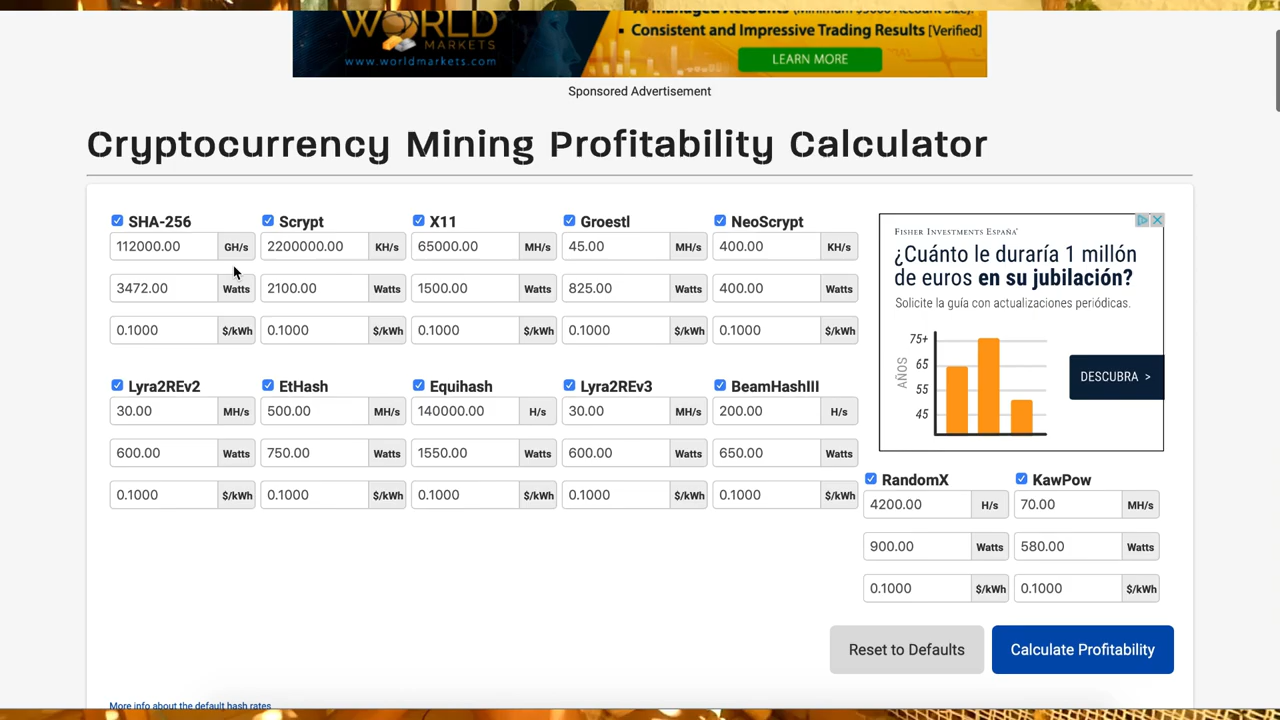 WORLD
MARKETS
www.worldmarkets.com
Consistent and Impressive Trading Results [Verified]
LEARN MORE
Sponsored Advertisement
Cryptocurrency Mining Profitability Calculator
SHA-256 Scrypt X11 Groestl NeoScrypt
112000.00 GH/s 2200000.00 KH/s 65000.00 MH/s 45.00 MH/s 400.00 KH/s
3472.00 Watts 2100.00 Watts 1500.00 Watts 825.00 Watts 400.00 Watts
0.1000 $/kWh 0.1000 $/kWh 0.1000 $/kWh 0.1000 $/kWh 0.1000 $/kWh
Lyra2REv2 EtHash Equihash Lyra2REv3 BeamHashIII
30.00 MH/s 500.00 MH/s 140000.00 H/s 30.00 MH/s 200.00 H/s
600.00 Watts 750.00 Watts 1550.00 Watts 600.00 Watts 650.00 Watts
0.1000 $/kWh 0.1000 $/kWh 0.1000 $/kWh 0.1000 $/kWh 0.1000 $/kWh
FISHER INVESTMENTS ESPAÑA
¿Cuánto le duraría 1 millón
de euros en su jubilación?
Solicite la guía con actualizaciones periódicas.
75+
65
55
45
AÑOS
DESCUBRA >
RandomX KawPow
4200.00 H/s 70.00 MH/s
900.00 Watts 580.00 Watts
0.1000 $/kWh 0.1000 $/kWh
Reset to Defaults Calculate Profitability
More info about the default hash rates